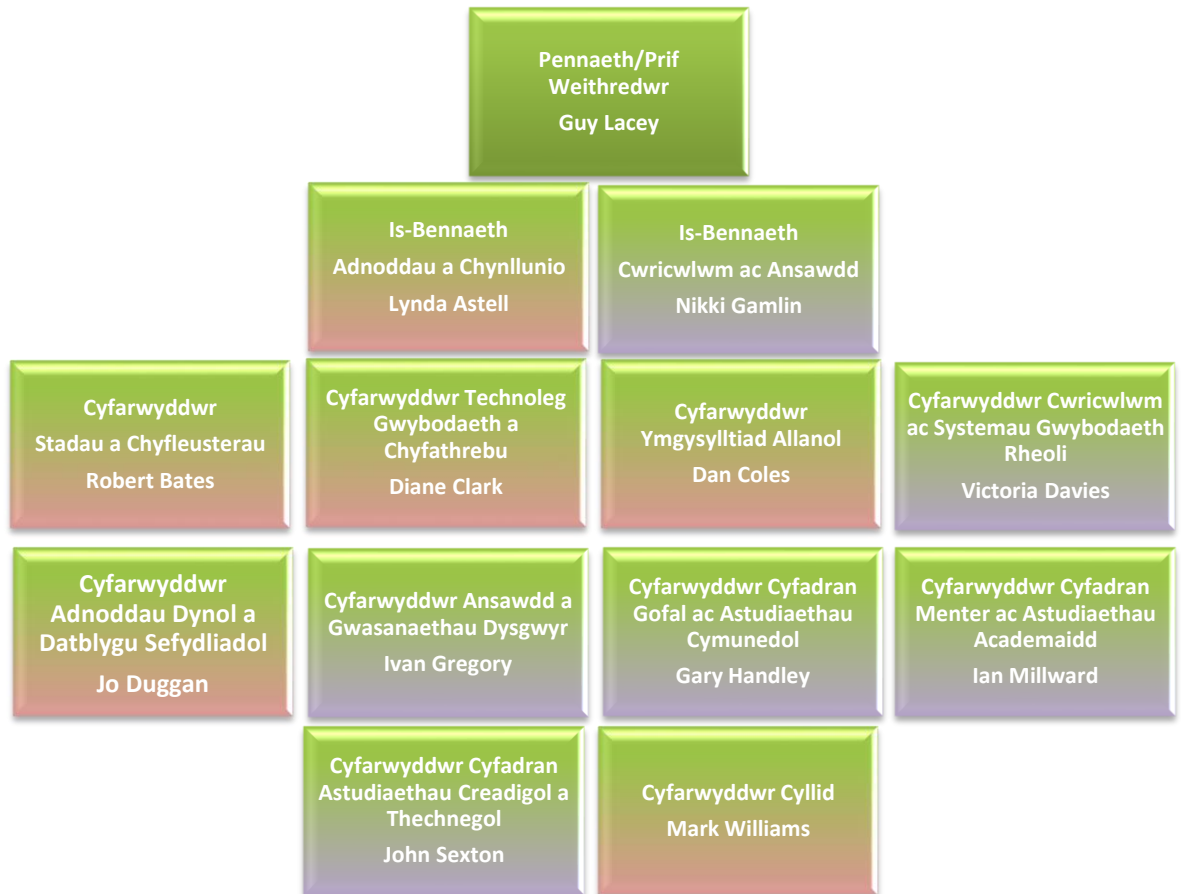 Pennaeth/Prif
Weithredwr
Guy Lacey
Is-Bennaeth
Adnoddau a Chynllunio
Lynda Astell
Is-Bennaeth
Cwricwlwm ac Ansawdd
Nikki Gamlin
Cyfarwyddwr
Stadau a Chyfleusterau
Robert Bates
Cyfarwyddwr Technoleg
Gwybodaeth a
Chyfathrebu
Diane Clark
Cyfarwyddwr
Ymgysylltiad Allanol
Dan Coles
Cyfarwyddwr Cwricwlwm
ac Systemau Gwybodaeth
Rheoli
Victoria Davies
Cyfarwyddwr
Adnoddau Dynol a
Datblygu Sefydliadol
Jo Duggan
Cyfarwyddwr Ansawdd a
Gwasanaethau Dysgwyr
Ivan Gregory
Cyfarwyddwr Cyfadran
Gofal ac Astudiaethau
Cymunedol
Gary Handley
Cyfarwyddwr Cyfadran
Menter ac Astudiaethau
Academaidd
Ian Millward
Cyfarwyddwr Cyfadran
Astudiaethau Creadigol a
Thechnegol
John Sexton
Cyfarwyddwr Cyllid
Mark Williams